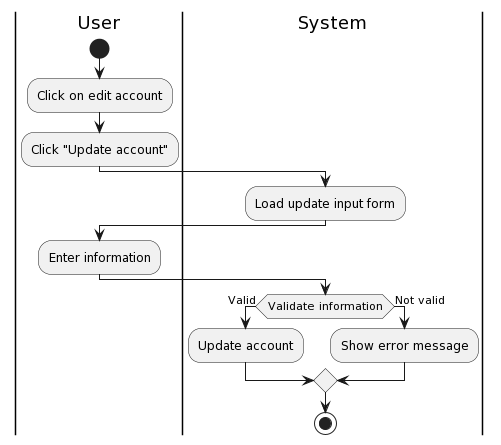 User
System
Click on edit account
Click "Update account"
Load update input form
Enter information
Valid
Validate information
Not valid
Update account
Show error message